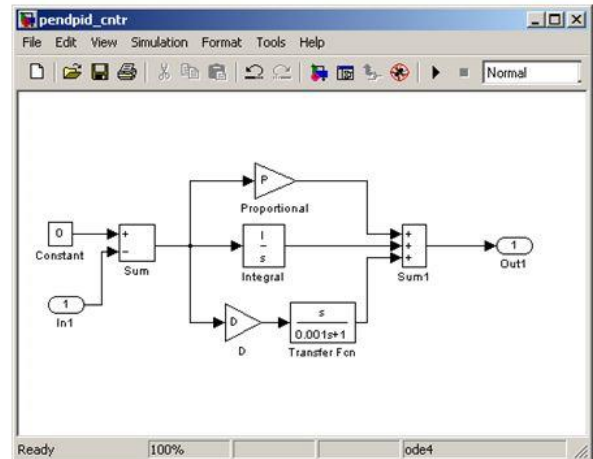 pendpid_cntr
File Edit View Simulation Format Tools Help
Normal
P
Proportional
0
Constant
+
−
Sum
I
s
Integral
+
+
+
Sum1
1
Out1
1
In1
D
D
s
0.001s+1
Transfer Fcn
Ready 100% ode4